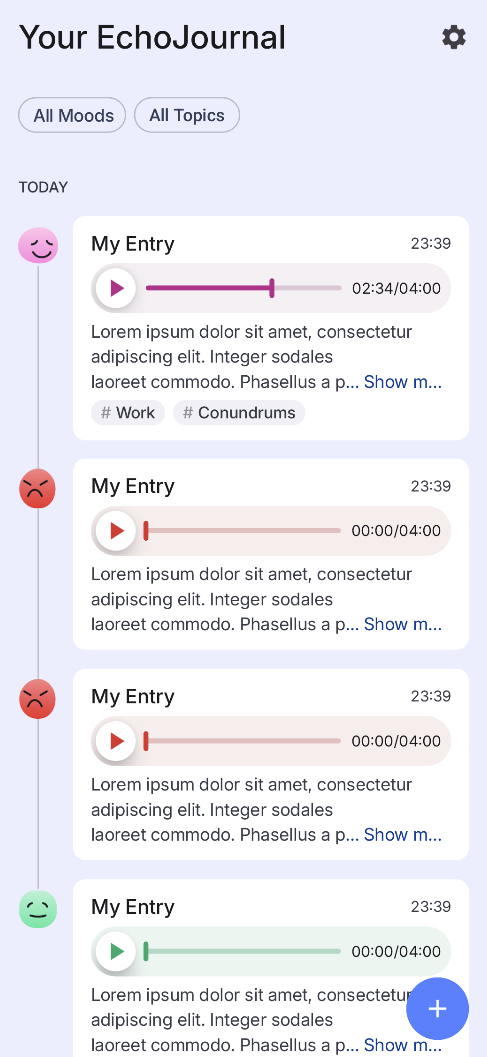 Your EchoJournal
All Moods
All Topics
TODAY
My Entry
23:39
02:34/04:00
Lorem ipsum dolor sit amet, consectetur
adipiscing elit. Integer sodales
laoreet commodo. Phasellus a p... Show m...
# Work
# Conundrums
My Entry
23:39
00:00/04:00
Lorem ipsum dolor sit amet, consectetur
adipiscing elit. Integer sodales
laoreet commodo. Phasellus a p... Show m...
My Entry
23:39
00:00/04:00
Lorem ipsum dolor sit amet, consectetur
adipiscing elit. Integer sodales
laoreet commodo. Phasellus a p... Show m...
My Entry
23:39
00:00/04:00
Lorem ipsum dolor sit amet,
adipiscing elit. Integer sodales
laoreet commodo. Phasellus a p... Show m...
+